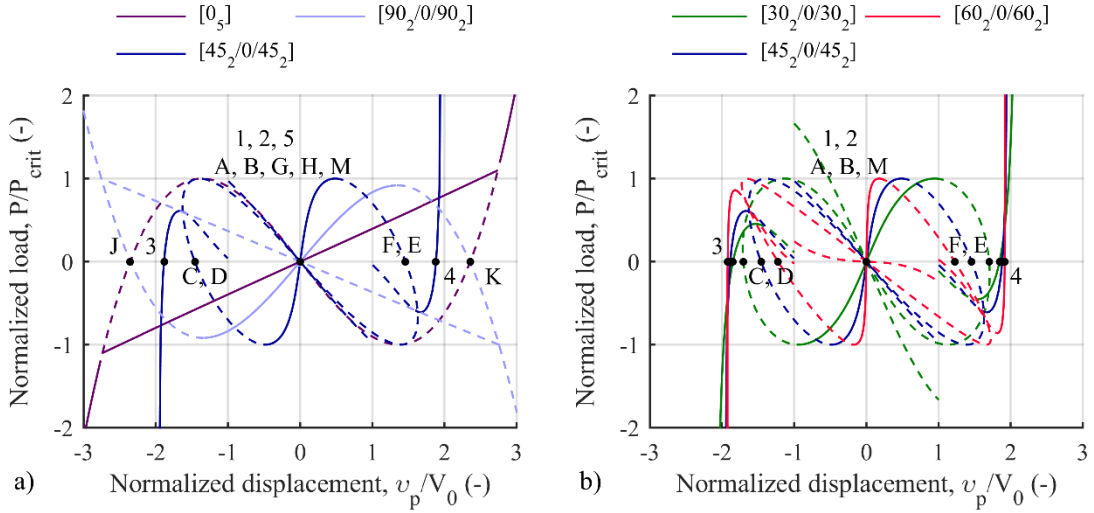 [0₅]
[90₂/0/90₂]
[45₂/0/45₂]
Normalized load, P/P_crit (-)
2
1
0
-1
-2
1, 2, 5
A, B, G, H, M
J
3
C, D
F, E
4
K
-3
-2
-1
0
1
2
3
a)
Normalized displacement, υ_p/V₀ (-)
[30₂/0/30₂]
[60₂/0/60₂]
[45₂/0/45₂]
Normalized load, P/P_crit (-)
2
1
0
-1
-2
1, 2
A, B, M
3
C, D
F, E
4
-3
-2
-1
0
1
2
3
b)
Normalized displacement, υ_p/V₀ (-)